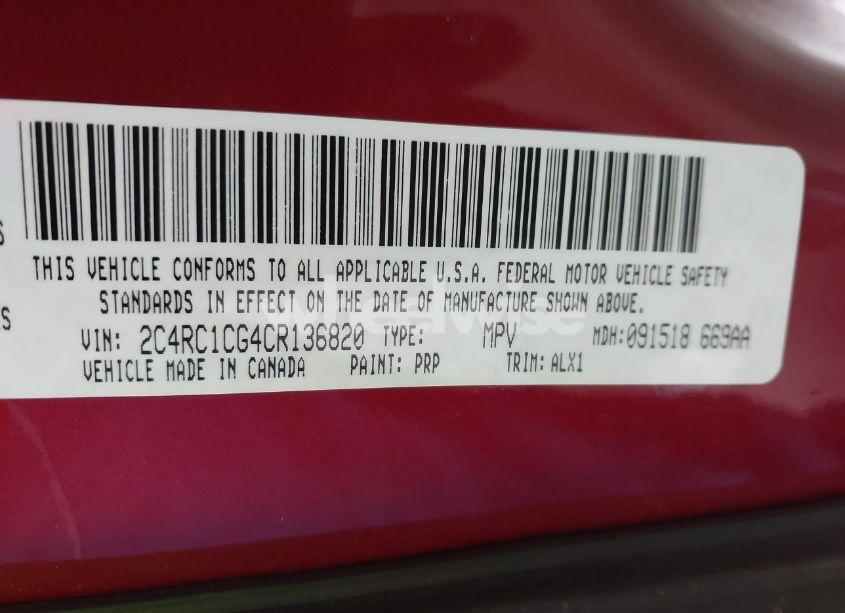 S
THIS VEHICLE CONFORMS TO ALL APPLICABLE U.S.A. FEDERAL MOTOR VEHICLE SAFETY
STANDARDS IN EFFECT ON THE DATE OF MANUFACTURE SHOWN ABOVE.
VIN: 2C4RC1CG4CR136820 TYPE: MPV MDH:091518 669AA
VEHICLE MADE IN CANADA PAINT: PRP TRIM: ALX1